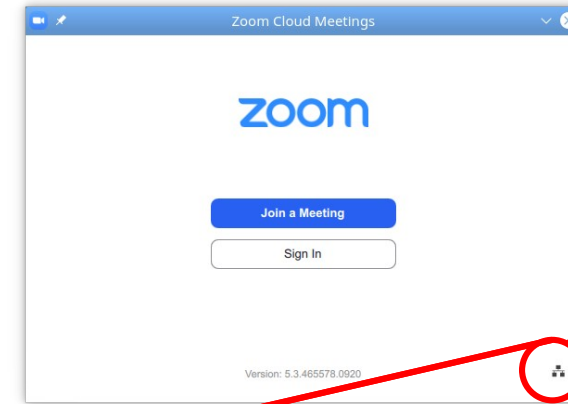 Zoom Cloud Meetings
zoom
Join a Meeting
Sign In
Version: 5.3.465578.0920